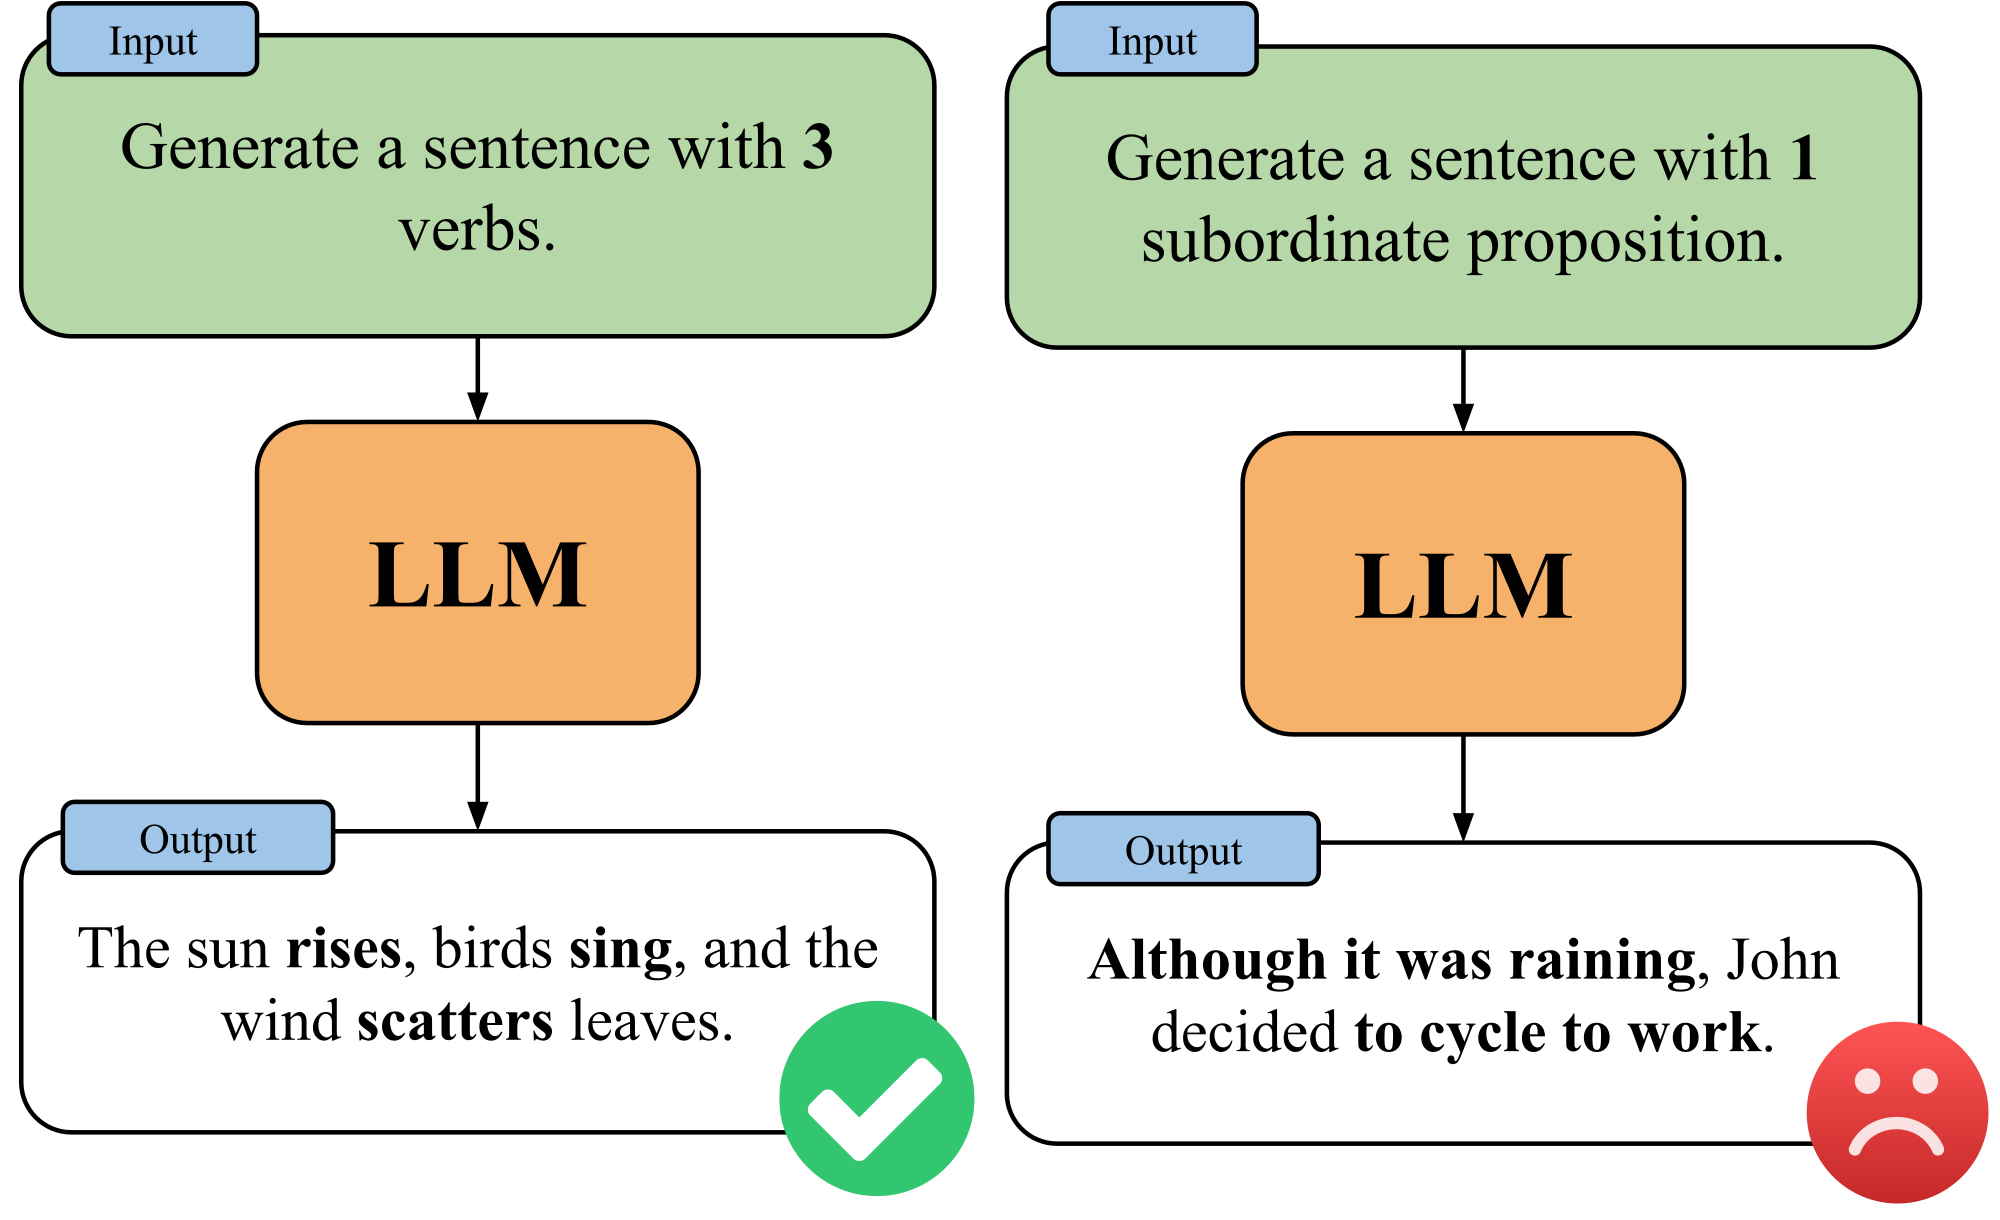 Input
Generate a sentence with 3
verbs.
LLM
Output
The sun rises, birds sing, and the
wind scatters leaves.
Input
Generate a sentence with 1
subordinate proposition.
LLM
Output
Although it was raining, John
decided to cycle to work.